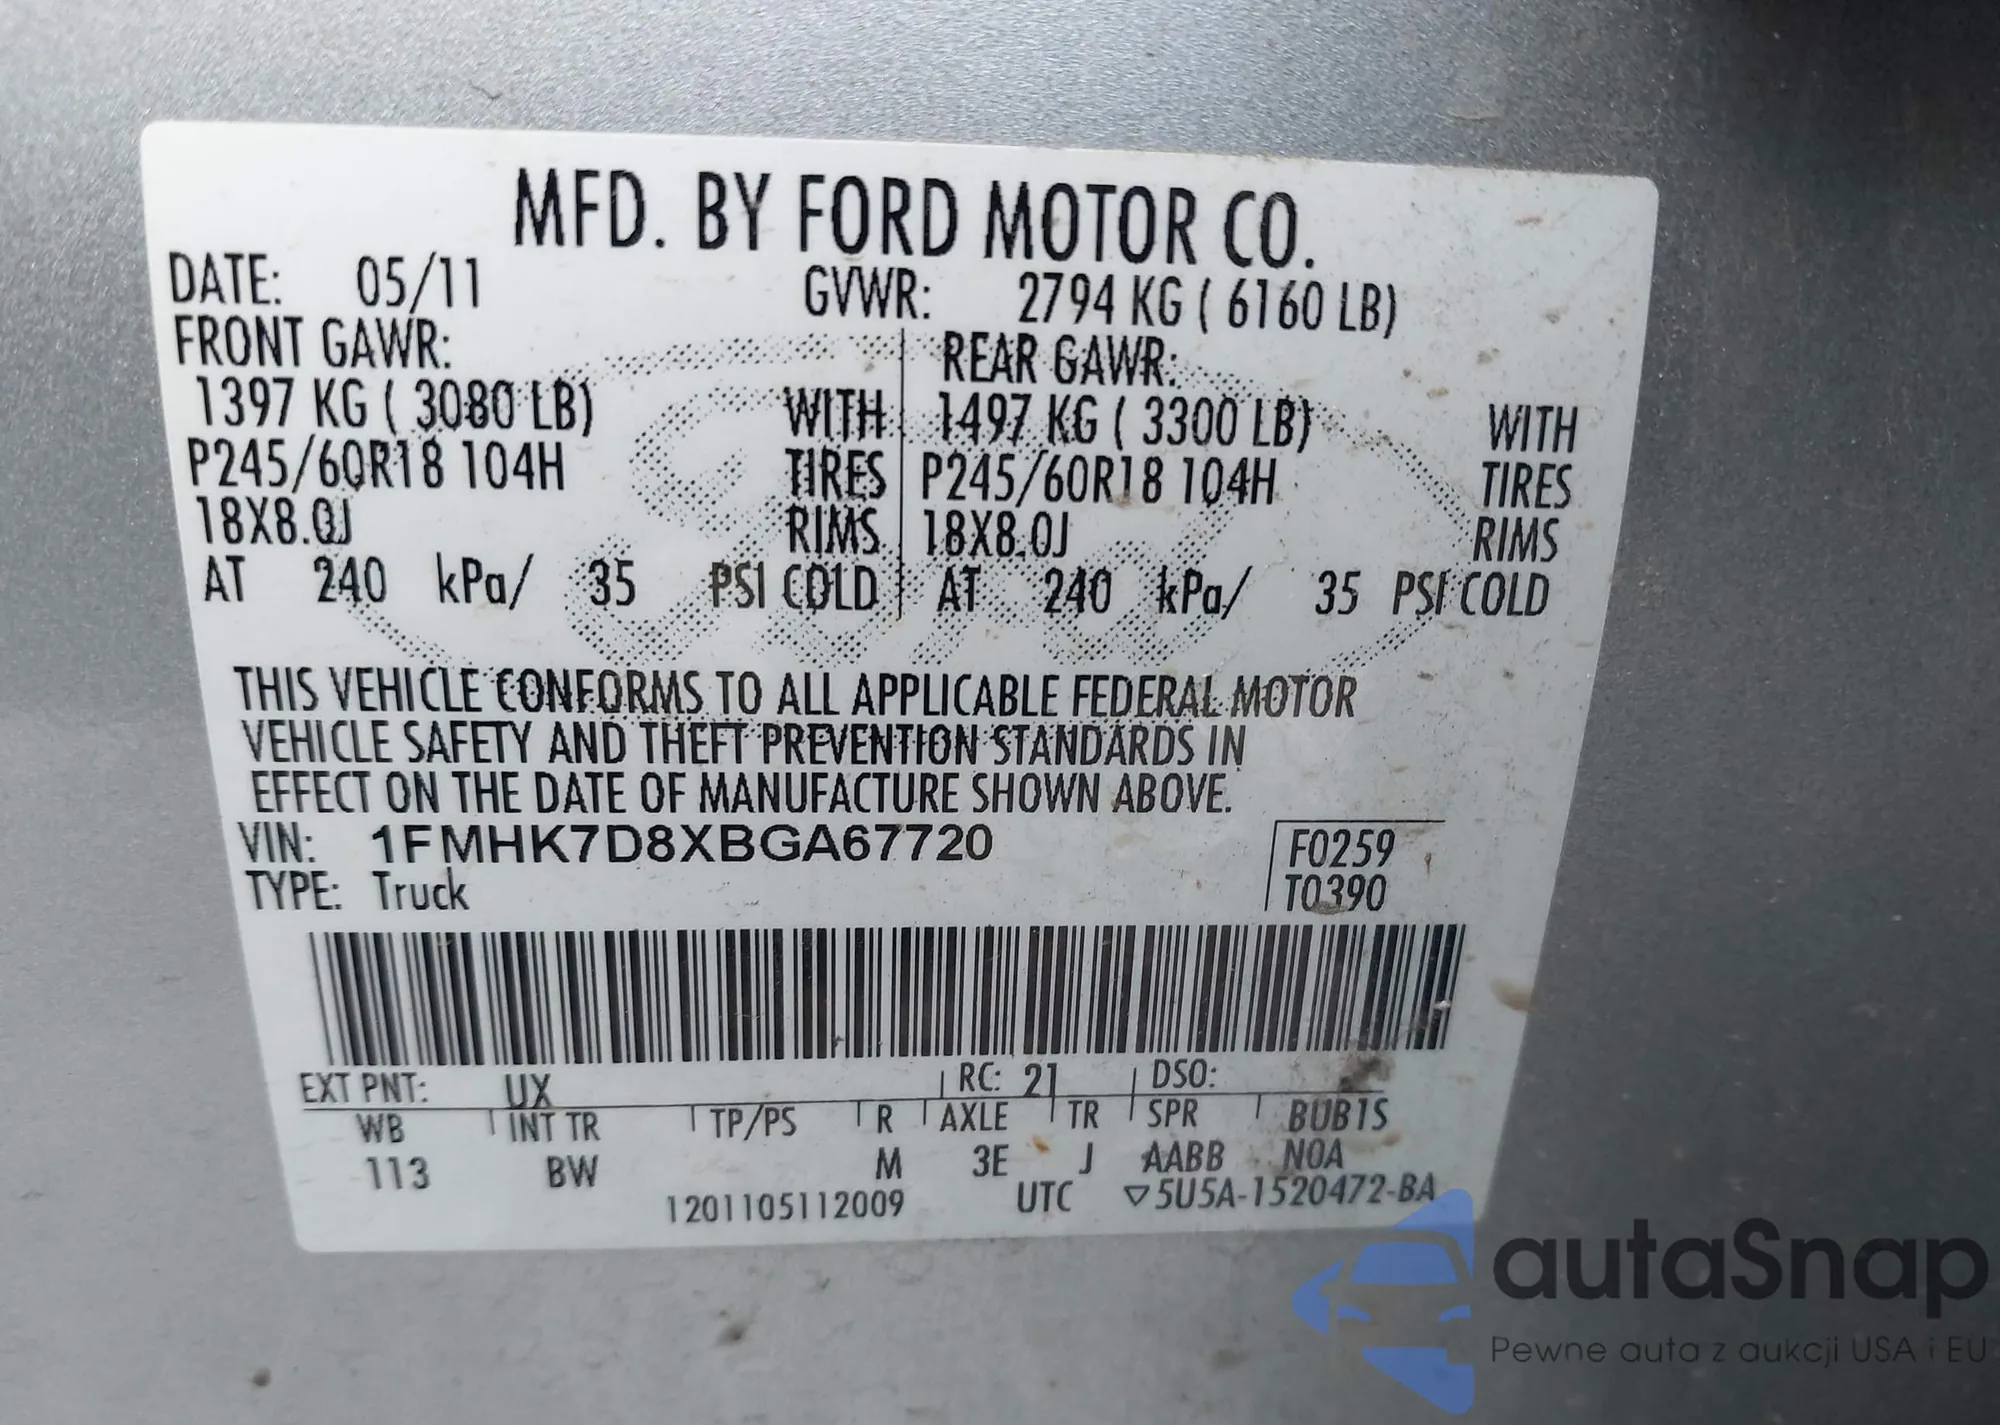 MFD. BY FORD MOTOR CO.
DATE: 05/11 GVWR: 2794 KG ( 6160 LB)
FRONT GAWR: REAR GAWR:
1397 KG ( 3080 LB) WITH 1497 KG ( 3300 LB) WITH
P245/60R18 104H TIRES P245/60R18 104H TIRES
18X8.0J RIMS 18X8.0J RIMS
AT 240 kPa/ 35 PSI COLD AT 240 kPa/ 35 PSI COLD
THIS VEHICLE CONFORMS TO ALL APPLICABLE FEDERAL MOTOR
VEHICLE SAFETY AND THEFT PREVENTION STANDARDS IN
EFFECT ON THE DATE OF MANUFACTURE SHOWN ABOVE.
VIN: 1FMHK7D8XBGA67720 F0259
TYPE: Truck T0390
EXT PNT: UX RC: 21 DSO:
WB INT TR TP/PS R AXLE TR SPR BUB1S
113 BW M 3E J AABB N0A
1201105112009 UTC ▽5U5A-1520472-BA
autaSnap
Pewne auta z aukcji USA i EU